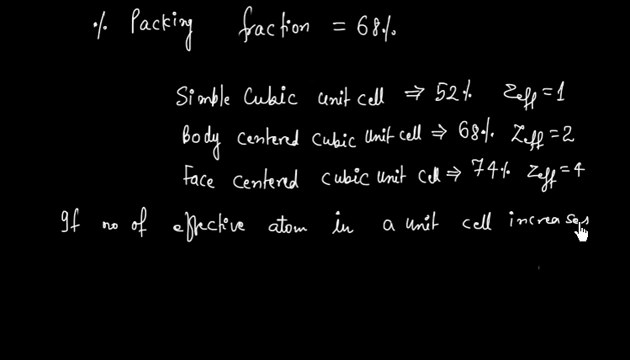 % Packing fraction = 68%
Simple Cubic unit cell ⇒ 52% Zeff = 1
Body centered cubic unit cell ⇒ 68% Zeff = 2
Face centered cubic unit cell ⇒ 74% Zeff = 4
If no of effective atom in a unit cell increases